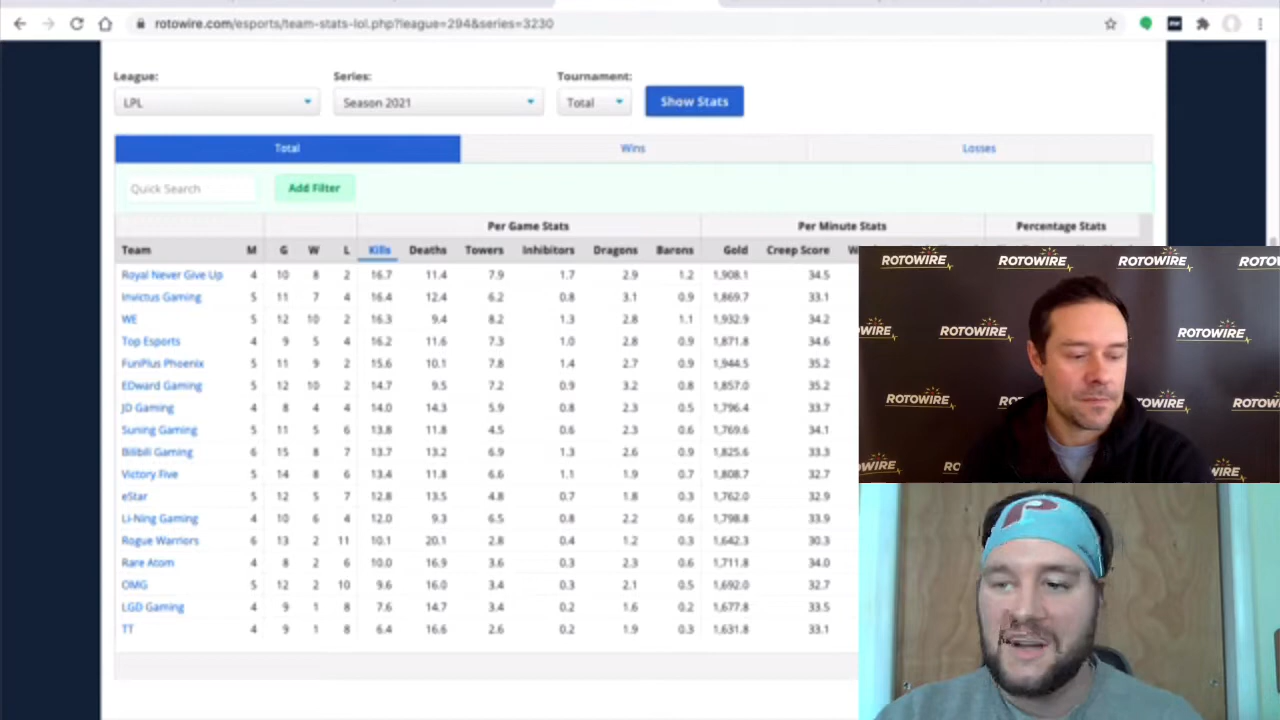 rotowire.com/esports/team-stats-lol.php?league=294&series=3230
League: Series: Tournament:
LPL Season 2021 Total Show Stats
Total Wins Losses
Quick Search Add Filter
Per Game Stats Per Minute Stats Percentage Stats
Team M G W L Kills Deaths Towers Inhibitors Dragons Barons Gold Creep Score
Royal Never Give Up 4 10 8 2 16.7 11.4 7.9 1.7 2.9 1.2 1,908.1 34.5
Invictus Gaming 5 11 7 4 16.4 12.4 6.2 0.8 3.1 0.9 1,869.7 33.1
WE 5 12 10 2 16.3 9.4 8.2 1.3 2.8 1.1 1,932.9 34.2
Top Esports 4 9 5 4 16.2 11.6 7.3 1.0 2.8 0.9 1,871.8 34.6
FunPlus Phoenix 5 11 9 2 15.6 10.1 7.8 1.4 2.7 0.9 1,944.5 35.2
EDward Gaming 5 12 10 2 14.7 9.5 7.2 0.9 3.2 0.8 1,857.0 35.2
JD Gaming 4 8 4 4 14.0 14.3 5.9 0.8 2.3 0.5 1,796.4 33.7
Suning Gaming 5 11 5 6 13.8 11.8 4.5 0.6 2.3 0.6 1,769.6 34.1
Bilibili Gaming 6 15 8 7 13.7 13.2 6.9 1.3 2.6 0.9 1,825.6 33.3
Victory Five 5 14 8 6 13.4 11.8 6.6 1.1 1.9 0.7 1,808.7 32.7
eStar 5 12 5 7 12.8 13.5 4.8 0.7 1.8 0.3 1,762.0 32.9
Li-Ning Gaming 4 10 6 4 12.0 9.3 6.5 0.8 2.2 0.6 1,798.8 33.9
Rogue Warriors 6 13 2 11 10.1 20.1 2.8 0.4 1.2 0.3 1,642.3 30.3
Rare Atom 4 8 2 6 10.0 16.9 3.6 0.3 2.3 0.6 1,711.8 34.0
OMG 5 12 2 10 9.6 16.0 3.4 0.3 2.1 0.5 1,692.0 32.7
LGD Gaming 4 9 1 8 7.6 14.7 3.4 0.2 1.6 0.2 1,677.8 33.5
TT 4 9 1 8 6.4 16.6 2.6 0.2 1.9 0.3 1,631.8 33.1
ROTOWIRE ROTOWIRE ROTOWIRE ROTO
WIRE ROTOWIRE ROTOWIRE
ROTOWIRE RO WIRE ROTOW
WIRE RO WIRE
P